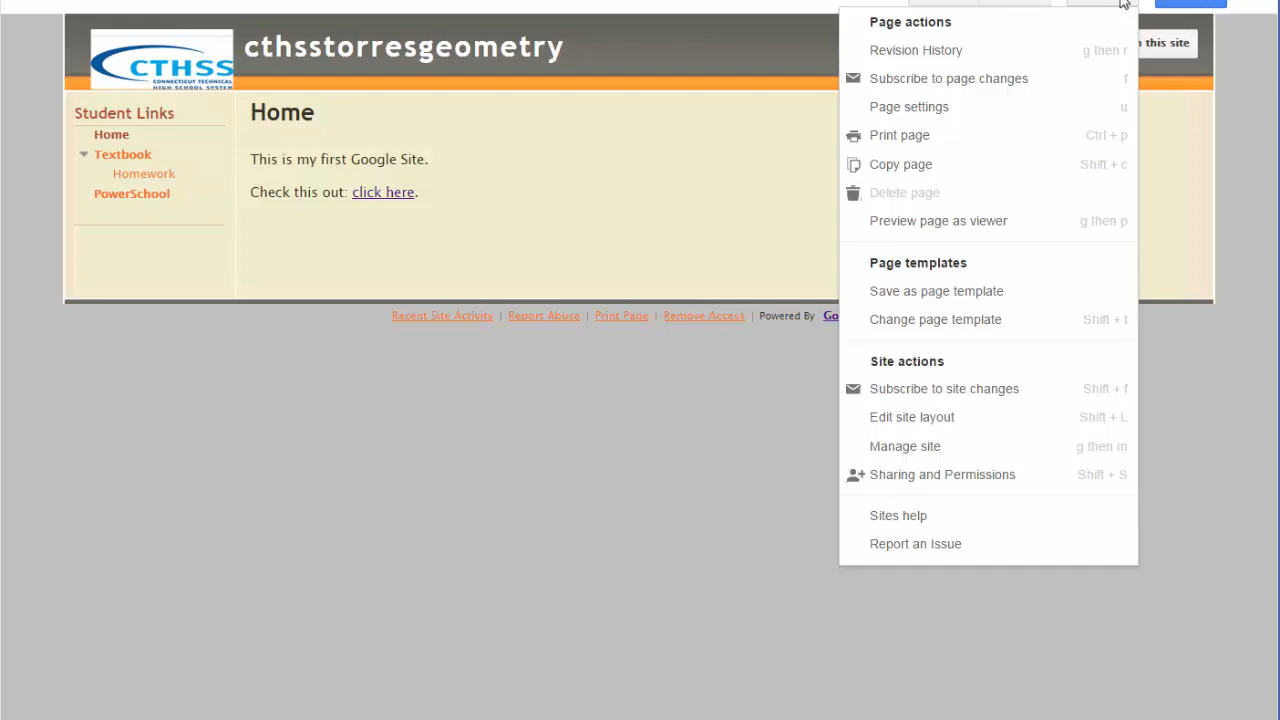 cthsstorresgeometry
CTHSS
CONNECTICUT TECHNICAL
HIGH SCHOOL SYSTEM
this site
Student Links
Home
Textbook
Homework
PowerSchool
Home
This is my first Google Site.
Check this out: click here.
Recent Site Activity | Report Abuse | Print Page | Remove Access | Powered By Go
Page actions
Revision History g then r
Subscribe to page changes f
Page settings u
Print page Ctrl + p
Copy page Shift + c
Delete page
Preview page as viewer g then p
Page templates
Save as page template
Change page template Shift + t
Site actions
Subscribe to site changes Shift + f
Edit site layout Shift + L
Manage site g then m
Sharing and Permissions Shift + S
Sites help
Report an Issue